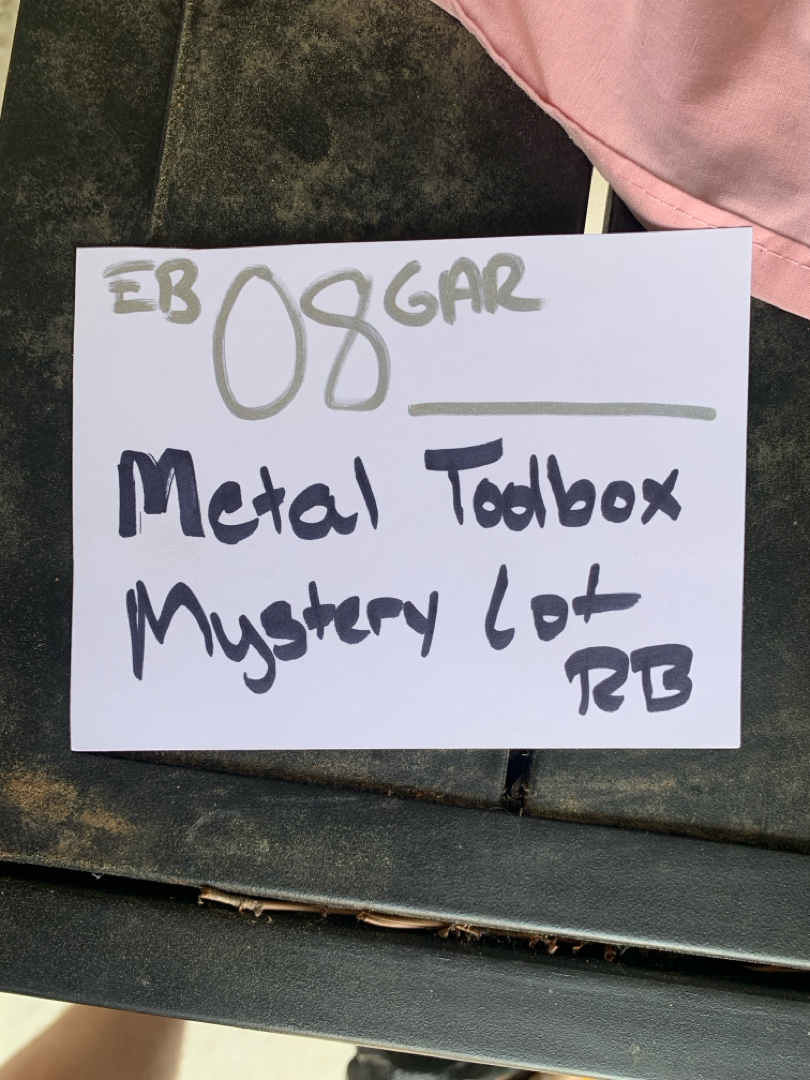 EB 08 GAR
Metal Toolbox
Mystery Lot
RB